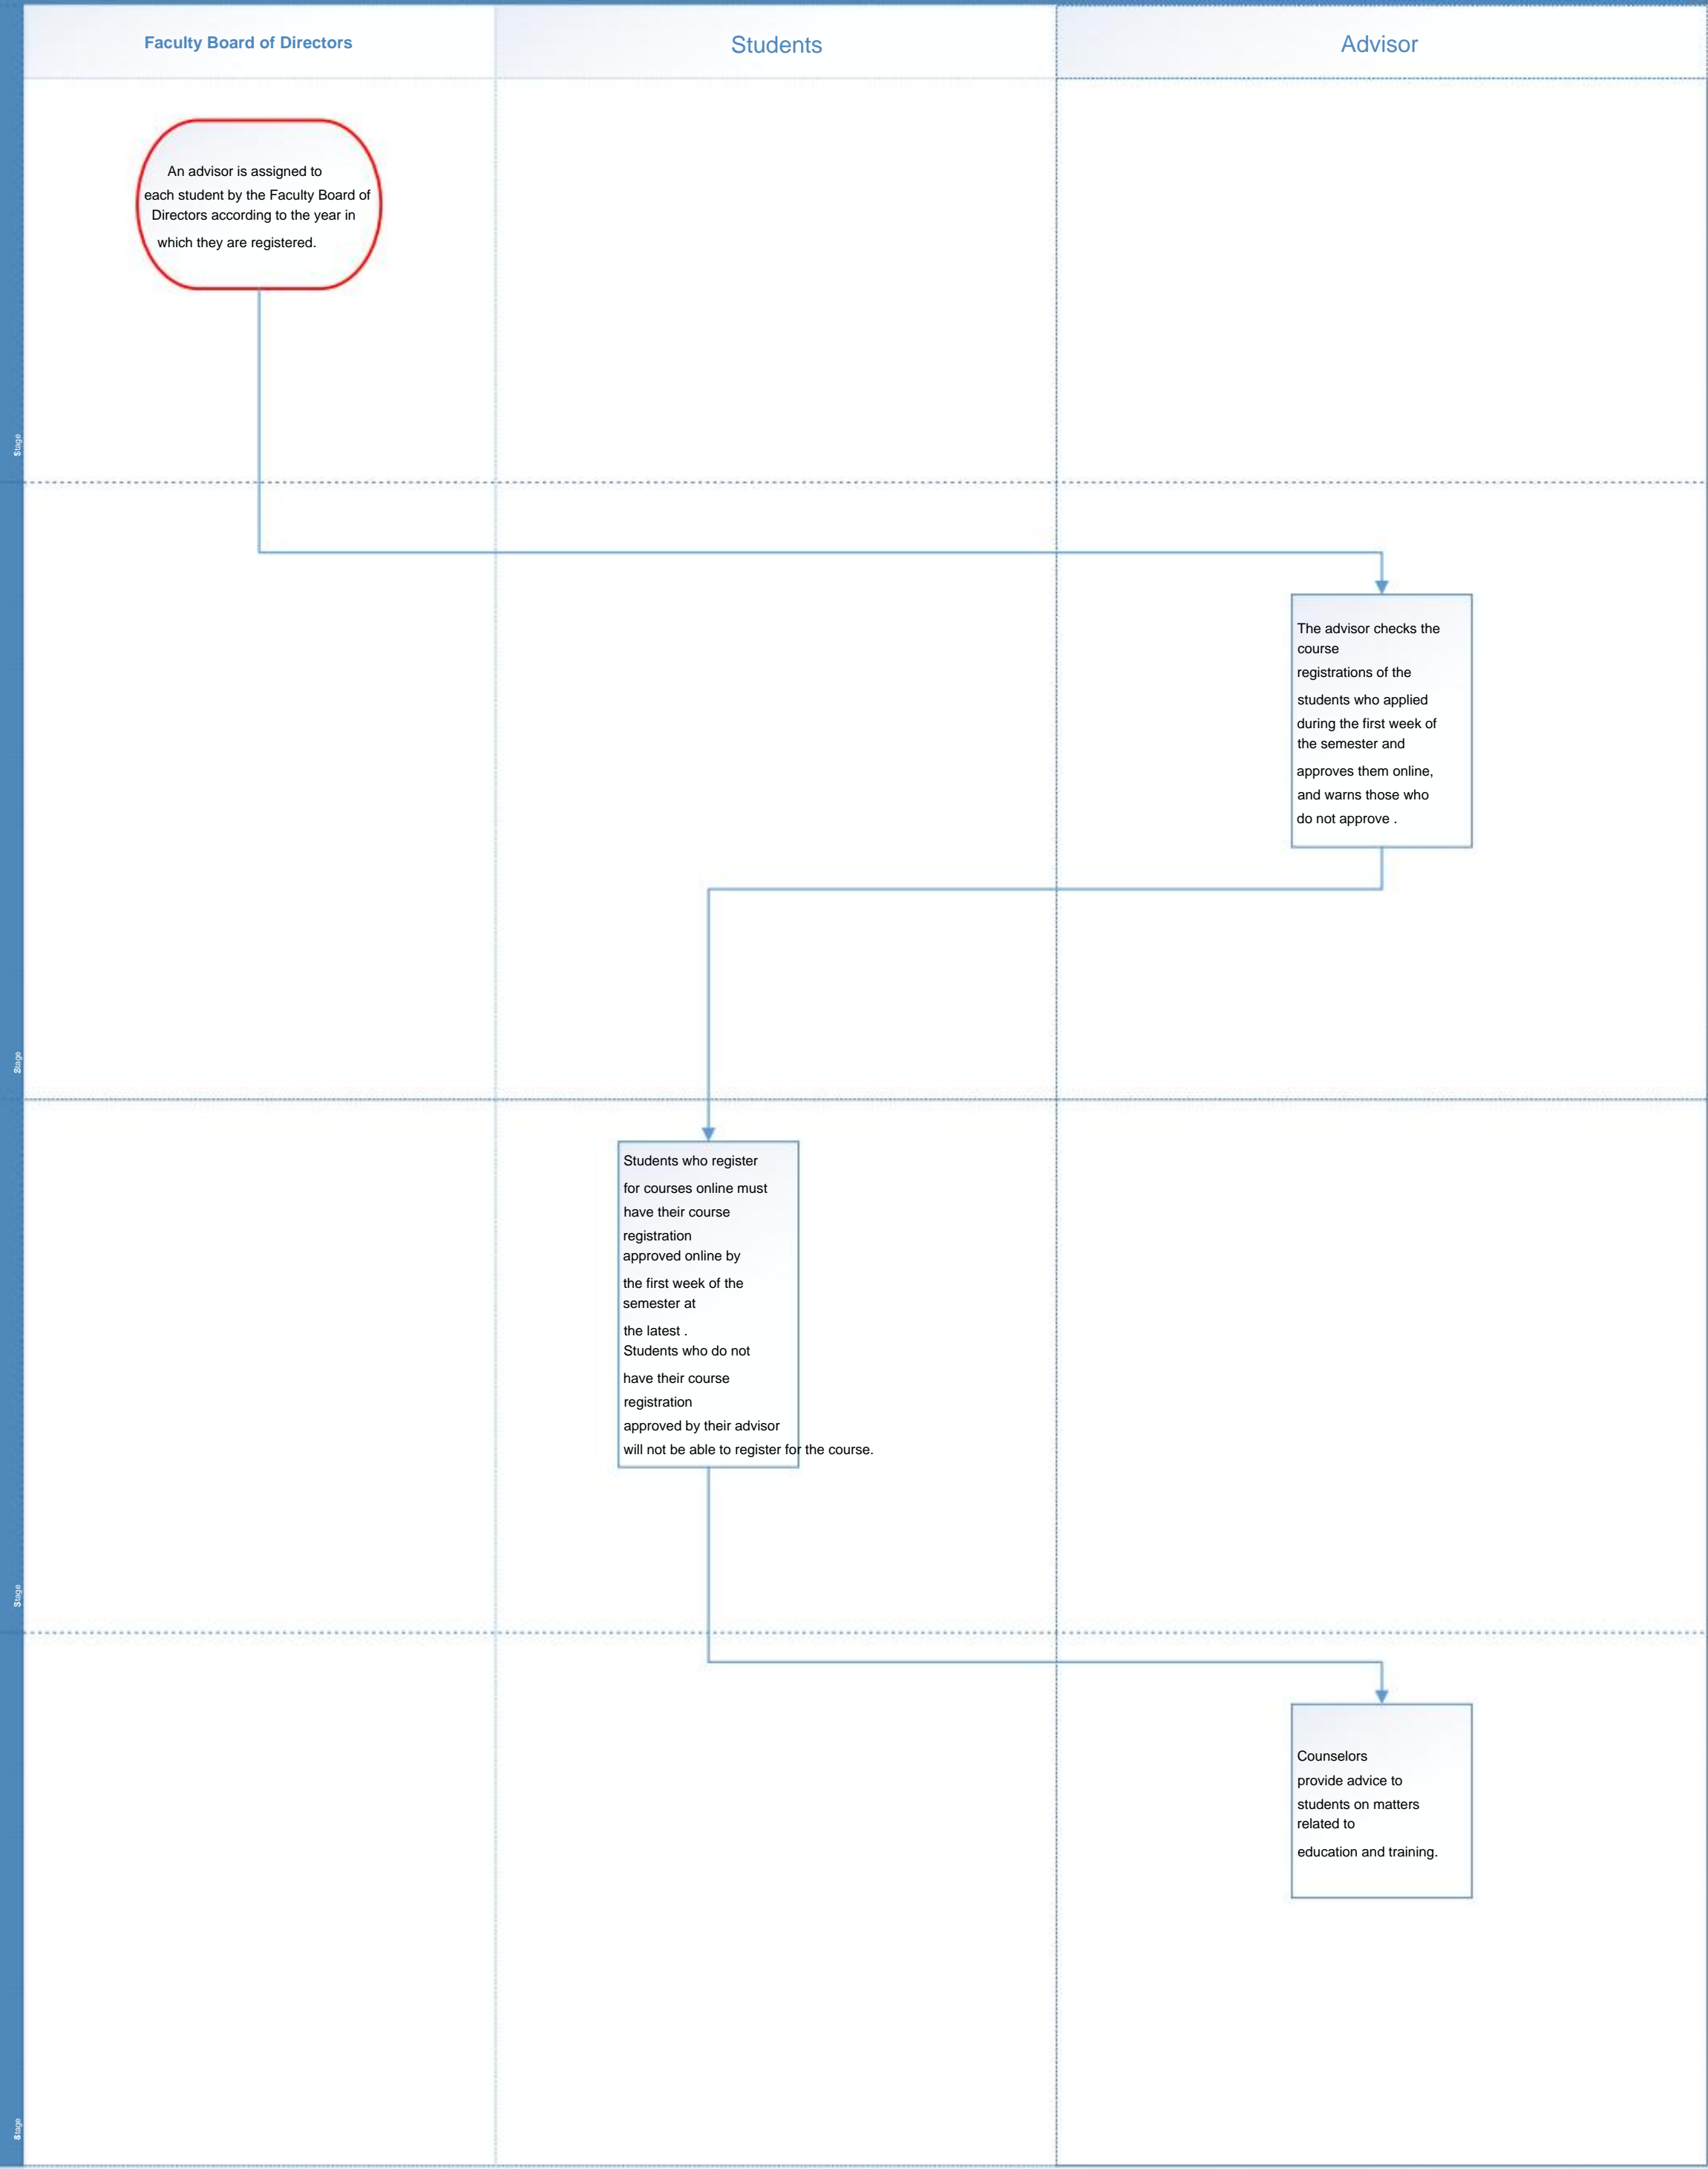 Faculty Board of Directors
Students
Advisor
An advisor is assigned to
each student by the Faculty Board of
Directors according to the year in
which they are registered.
Stage
The advisor checks the
course
registrations of the
students who applied
during the first week of
the semester and
approves them online,
and warns those who
do not approve .
Stage
Students who register
for courses online must
have their course
registration
approved online by
the first week of the
semester at
the latest .
Students who do not
have their course
registration
approved by their advisor
will not be able to register for the course.
Stage
Counselors
provide advice to
students on matters
related to
education and training.
Stage